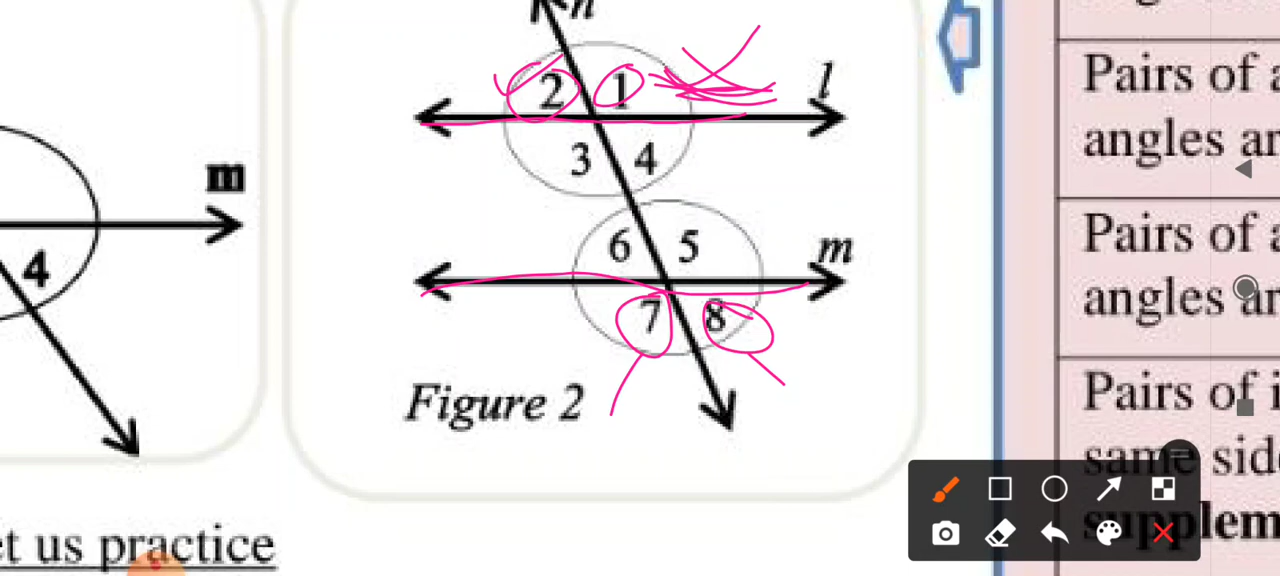 n
2 1 l
3 4
m
6 5 m
4
7 8
Figure 2
et us practice
Pairs of a
angles ar
Pairs of a
angles ar
Pairs of i
same sid
supplem